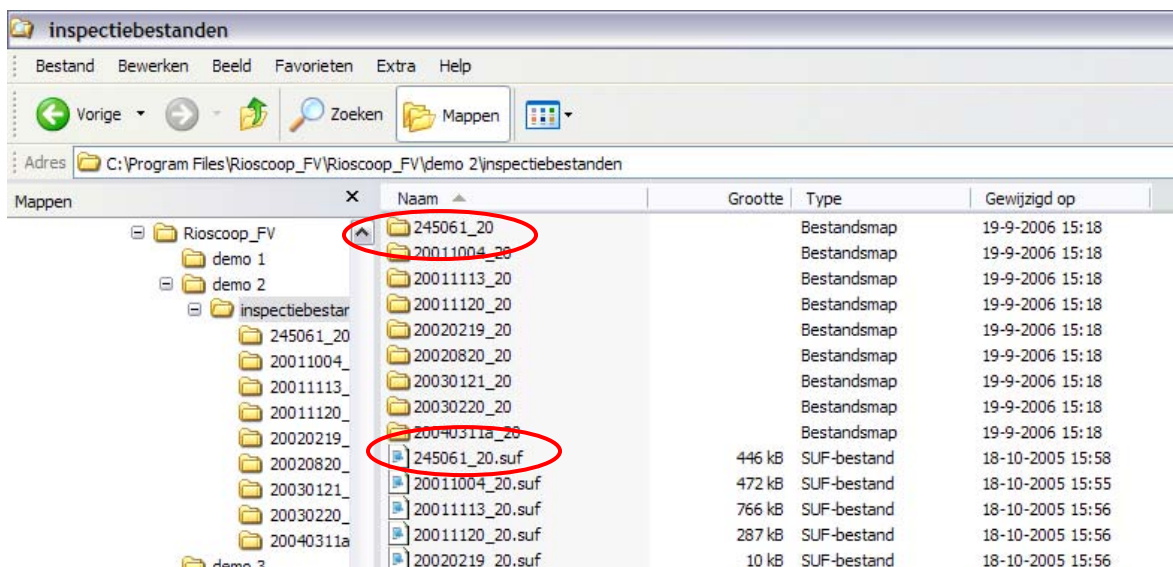 inspectiebestanden
Bestand Bewerken Beeld Favorieten Extra Help
Vorige Zoeken Mappen
Adres C:\Program Files\Rioscoop_FV\Rioscoop_FV\demo 2\inspectiebestanden
Mappen x Naam Grootte Type Gewijzigd op
Rioscoop_FV 245061_20 Bestandsmap 19-9-2006 15:18
demo 1 20011004_20 Bestandsmap 19-9-2006 15:18
demo 2 20011113_20 Bestandsmap 19-9-2006 15:18
inspectiebestar 20011120_20 Bestandsmap 19-9-2006 15:18
245061_20 20020219_20 Bestandsmap 19-9-2006 15:18
20011004_ 20020820_20 Bestandsmap 19-9-2006 15:18
20011113_ 20030121_20 Bestandsmap 19-9-2006 15:18
20011120_ 20030220_20 Bestandsmap 19-9-2006 15:18
20020219_ 20040311a_20 Bestandsmap 19-9-2006 15:18
20020820_ 245061_20.suf 446 kB SUF-bestand 18-10-2005 15:58
20030121_ 20011004_20.suf 472 kB SUF-bestand 18-10-2005 15:55
20030220_ 20011113_20.suf 766 kB SUF-bestand 18-10-2005 15:56
20040311a 20011120_20.suf 287 kB SUF-bestand 18-10-2005 15:56
demo 3 20020219_20.suf 10 kB SUF-bestand 18-10-2005 15:56